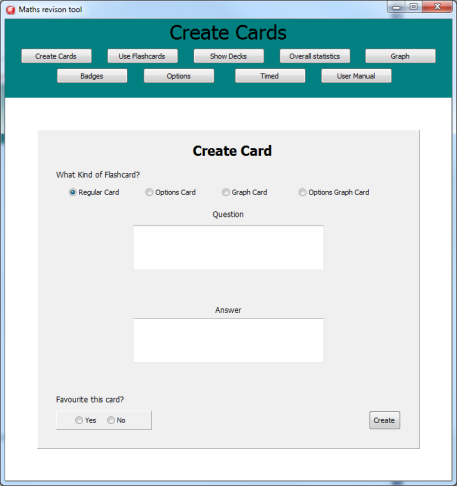 Maths revison tool
Create Cards
Create Cards Use Flashcards Show Decks Overall statistics Graph
Badges Options Timed User Manual
Create Card
What Kind of Flashcard?
Regular Card Options Card Graph Card Options Graph Card
Question
Answer
Favourite this card?
Yes No Create